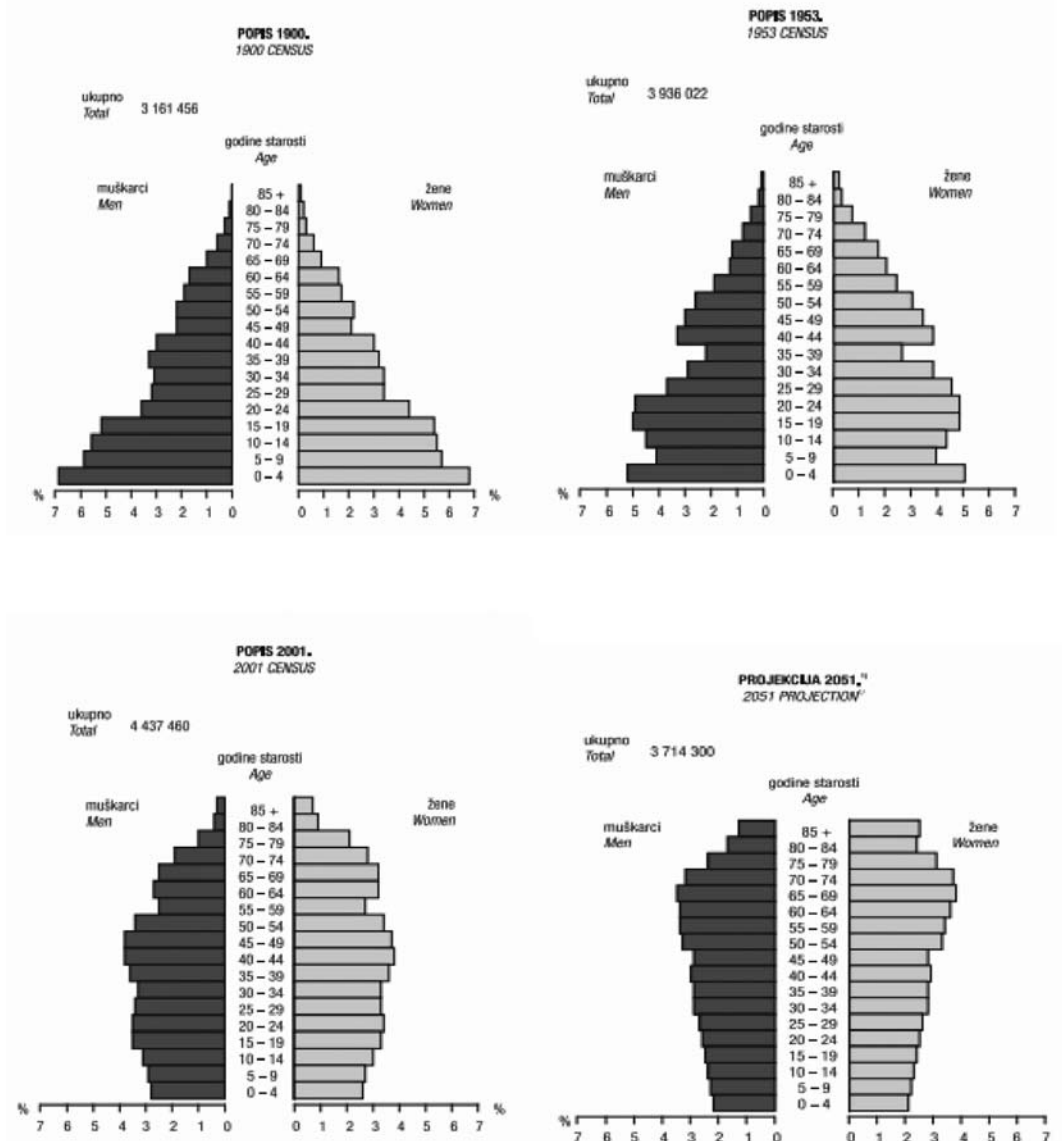 POPIS 1900.
1900 CENSUS
ukupno
Total 3 161 456
godine starosti
Age
muškarci
Men
žene
Women
85 +
80 – 84
75 – 79
70 – 74
65 – 69
60 – 64
55 – 59
50 – 54
45 – 49
40 – 44
35 – 39
30 – 34
25 – 29
20 – 24
15 – 19
10 – 14
5 – 9
0 – 4
% 7 6 5 4 3 2 1 0 0 1 2 3 4 5 6 7 %
POPIS 1953.
1953 CENSUS
ukupno
Total 3 936 022
godine starosti
Age
muškarci
Men
žene
Women
85 +
80 – 84
75 – 79
70 – 74
65 – 69
60 – 64
55 – 59
50 – 54
45 – 49
40 – 44
35 – 39
30 – 34
25 – 29
20 – 24
15 – 19
10 – 14
5 – 9
0 – 4
% 7 6 5 4 3 2 1 0 0 1 2 3 4 5 6 7
POPIS 2001.
2001 CENSUS
ukupno
Total 4 437 460
godine starosti
Age
muškarci
Men
žene
Women
85 +
80 – 84
75 – 79
70 – 74
65 – 69
60 – 64
55 – 59
50 – 54
45 – 49
40 – 44
35 – 39
30 – 34
25 – 29
20 – 24
15 – 19
10 – 14
5 – 9
0 – 4
% 7 6 5 4 3 2 1 0 0 1 2 3 4 5 6 7 %
PROJEKCIJA 2051.
2051 PROJECTION
ukupno
Total 3 714 300
godine starosti
Age
muškarci
Men
žene
Women
85 +
80 – 84
75 – 79
70 – 74
65 – 69
60 – 64
55 – 59
50 – 54
45 – 49
40 – 44
35 – 39
30 – 34
25 – 29
20 – 24
15 – 19
10 – 14
5 – 9
0 – 4
% 7 6 5 4 3 2 1 0 0 1 2 3 4 5 6 7